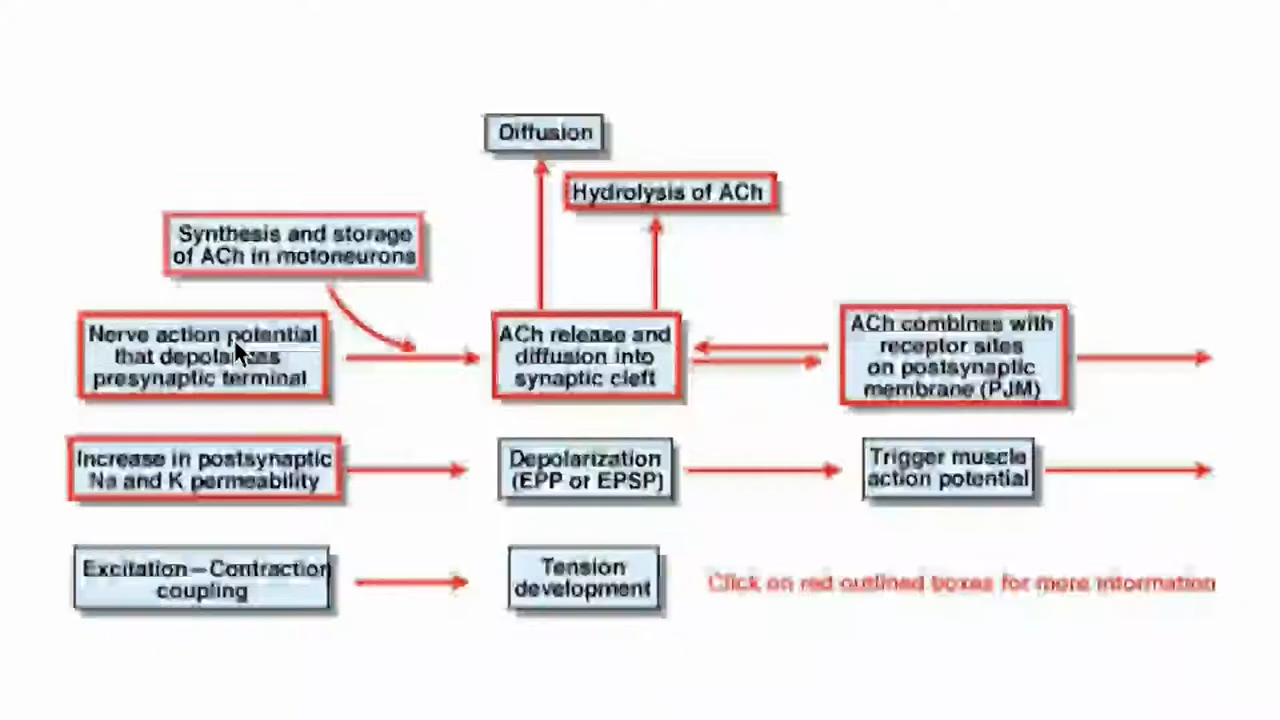 Diffusion
Hydrolysis of ACh
Synthesis and storage
of ACh in motoneurons
Nerve action potential
that depolarizes
presynaptic terminal
ACh release and
diffusion into
synaptic cleft
ACh combines with
receptor sites
on postsynaptic
membrane (PJM)
Increase in postsynaptic
Na and K permeability
Depolarization
(EPP or EPSP)
Trigger muscle
action potential
Excitation–Contraction
coupling
Tension
development
Click on red outlined boxes for more information